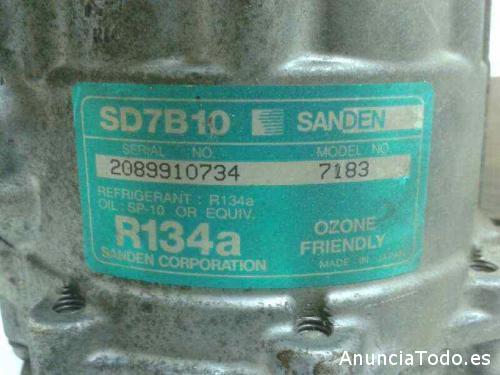 SD7B10 SANDEN
SERIAL NO. MODEL NO.
2089910734 7183
REFRIGERANT : R134a
OIL : SP-10 OR EQUIV.
R134a
SANDEN CORPORATION
OZONE
FRIENDLY
MADE IN JAPAN
AnunciaTodo.es